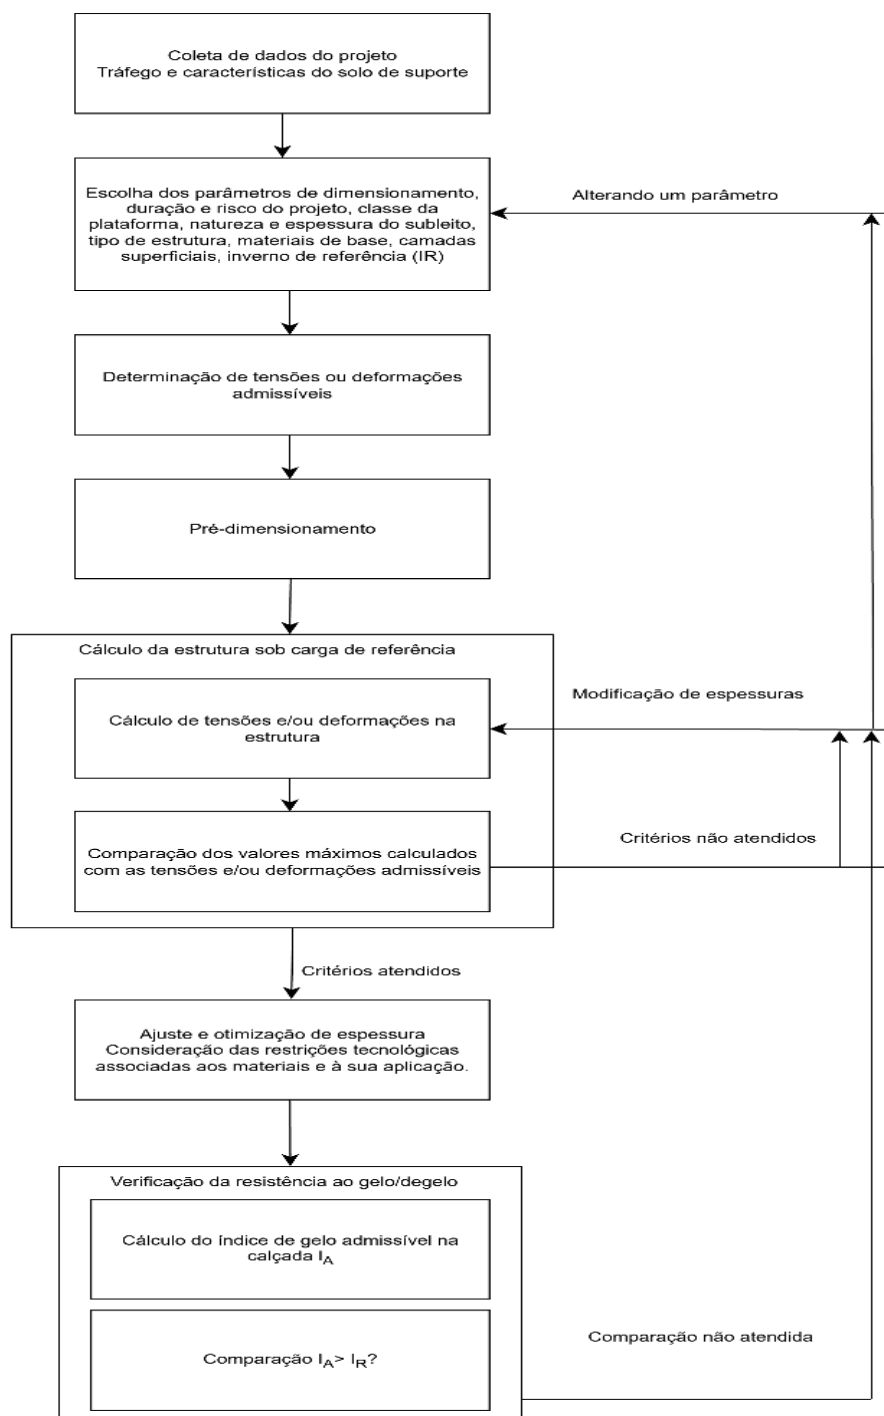 Coleta de dados do projeto
Tráfego e características do solo de suporte
Escolha dos parâmetros de dimensionamento,
duração e risco do projeto, classe da
plataforma, natureza e espessura do subleito,
tipo de estrutura, materiais de base, camadas
superficiais, inverno de referência (IR)
Alterando um parâmetro
Determinação de tensões ou deformações
admissíveis
Pré-dimensionamento
Cálculo da estrutura sob carga de referência
Modificação de espessuras
Cálculo de tensões e/ou deformações na
estrutura
Comparação dos valores máximos calculados
com as tensões e/ou deformações admissíveis
Critérios não atendidos
Critérios atendidos
Ajuste e otimização de espessura
Consideração das restrições tecnológicas
associadas aos materiais e à sua aplicação.
Verificação da resistência ao gelo/degelo
Cálculo do índice de gelo admissível na
calçada I_A
Comparação I_A> I_R?
Comparação não atendida